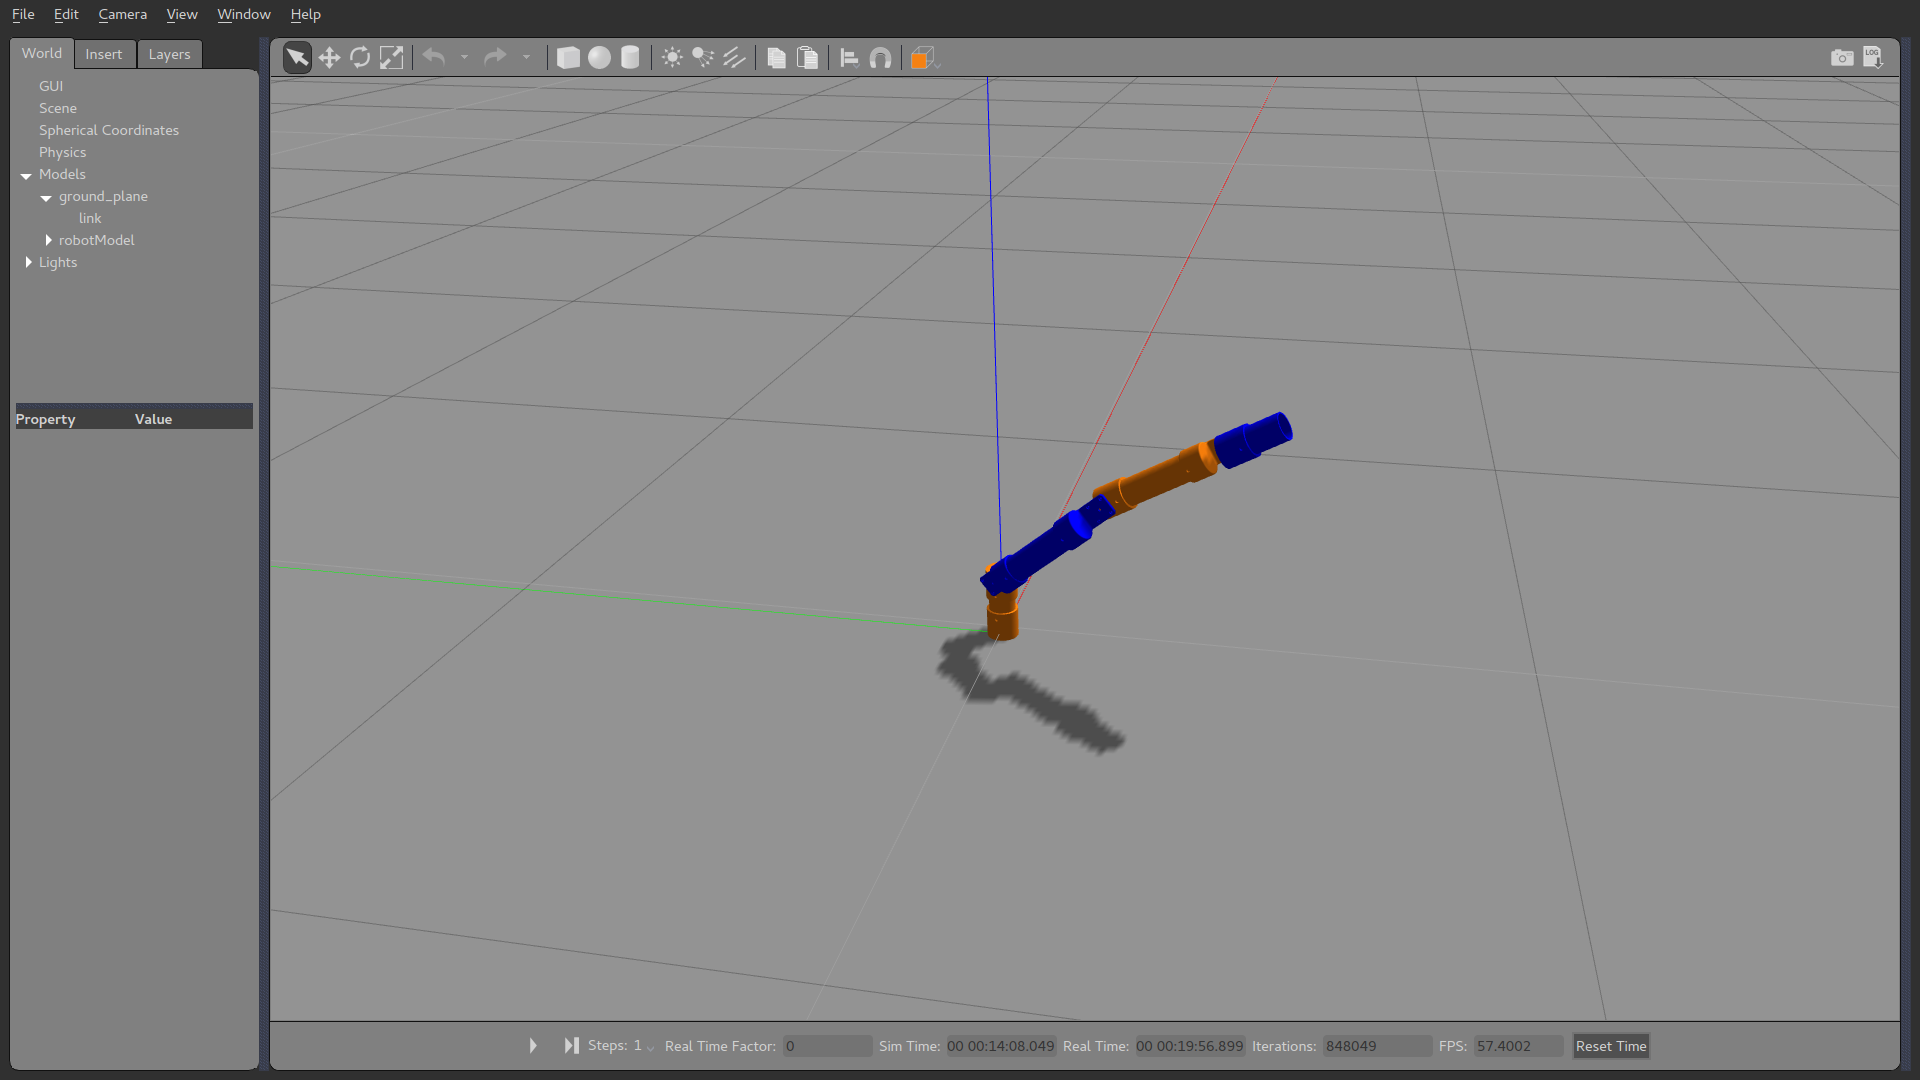 File Edit Camera View Window Help
World Insert Layers
LOG
GUI
Scene
Spherical Coordinates
Physics
Models
ground_plane
link
robotModel
Lights
Property Value
Steps: 1 Real Time Factor: 0 Sim Time: 00 00:14:08.049 Real Time: 00 00:19:56.899 Iterations: 848049 FPS: 57.4002 Reset Time